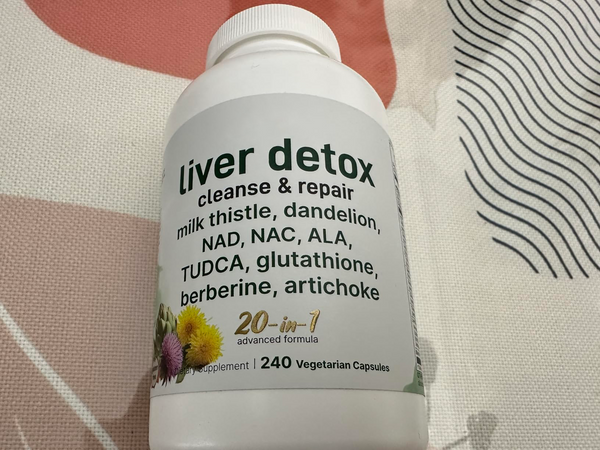 liver detox
cleanse & repair
milk thistle, dandelion,
NAD, NAC, ALA,
TUDCA, glutathione,
berberine, artichoke
20-in-1
advanced formula
Supplement | 240 Vegetarian Capsules